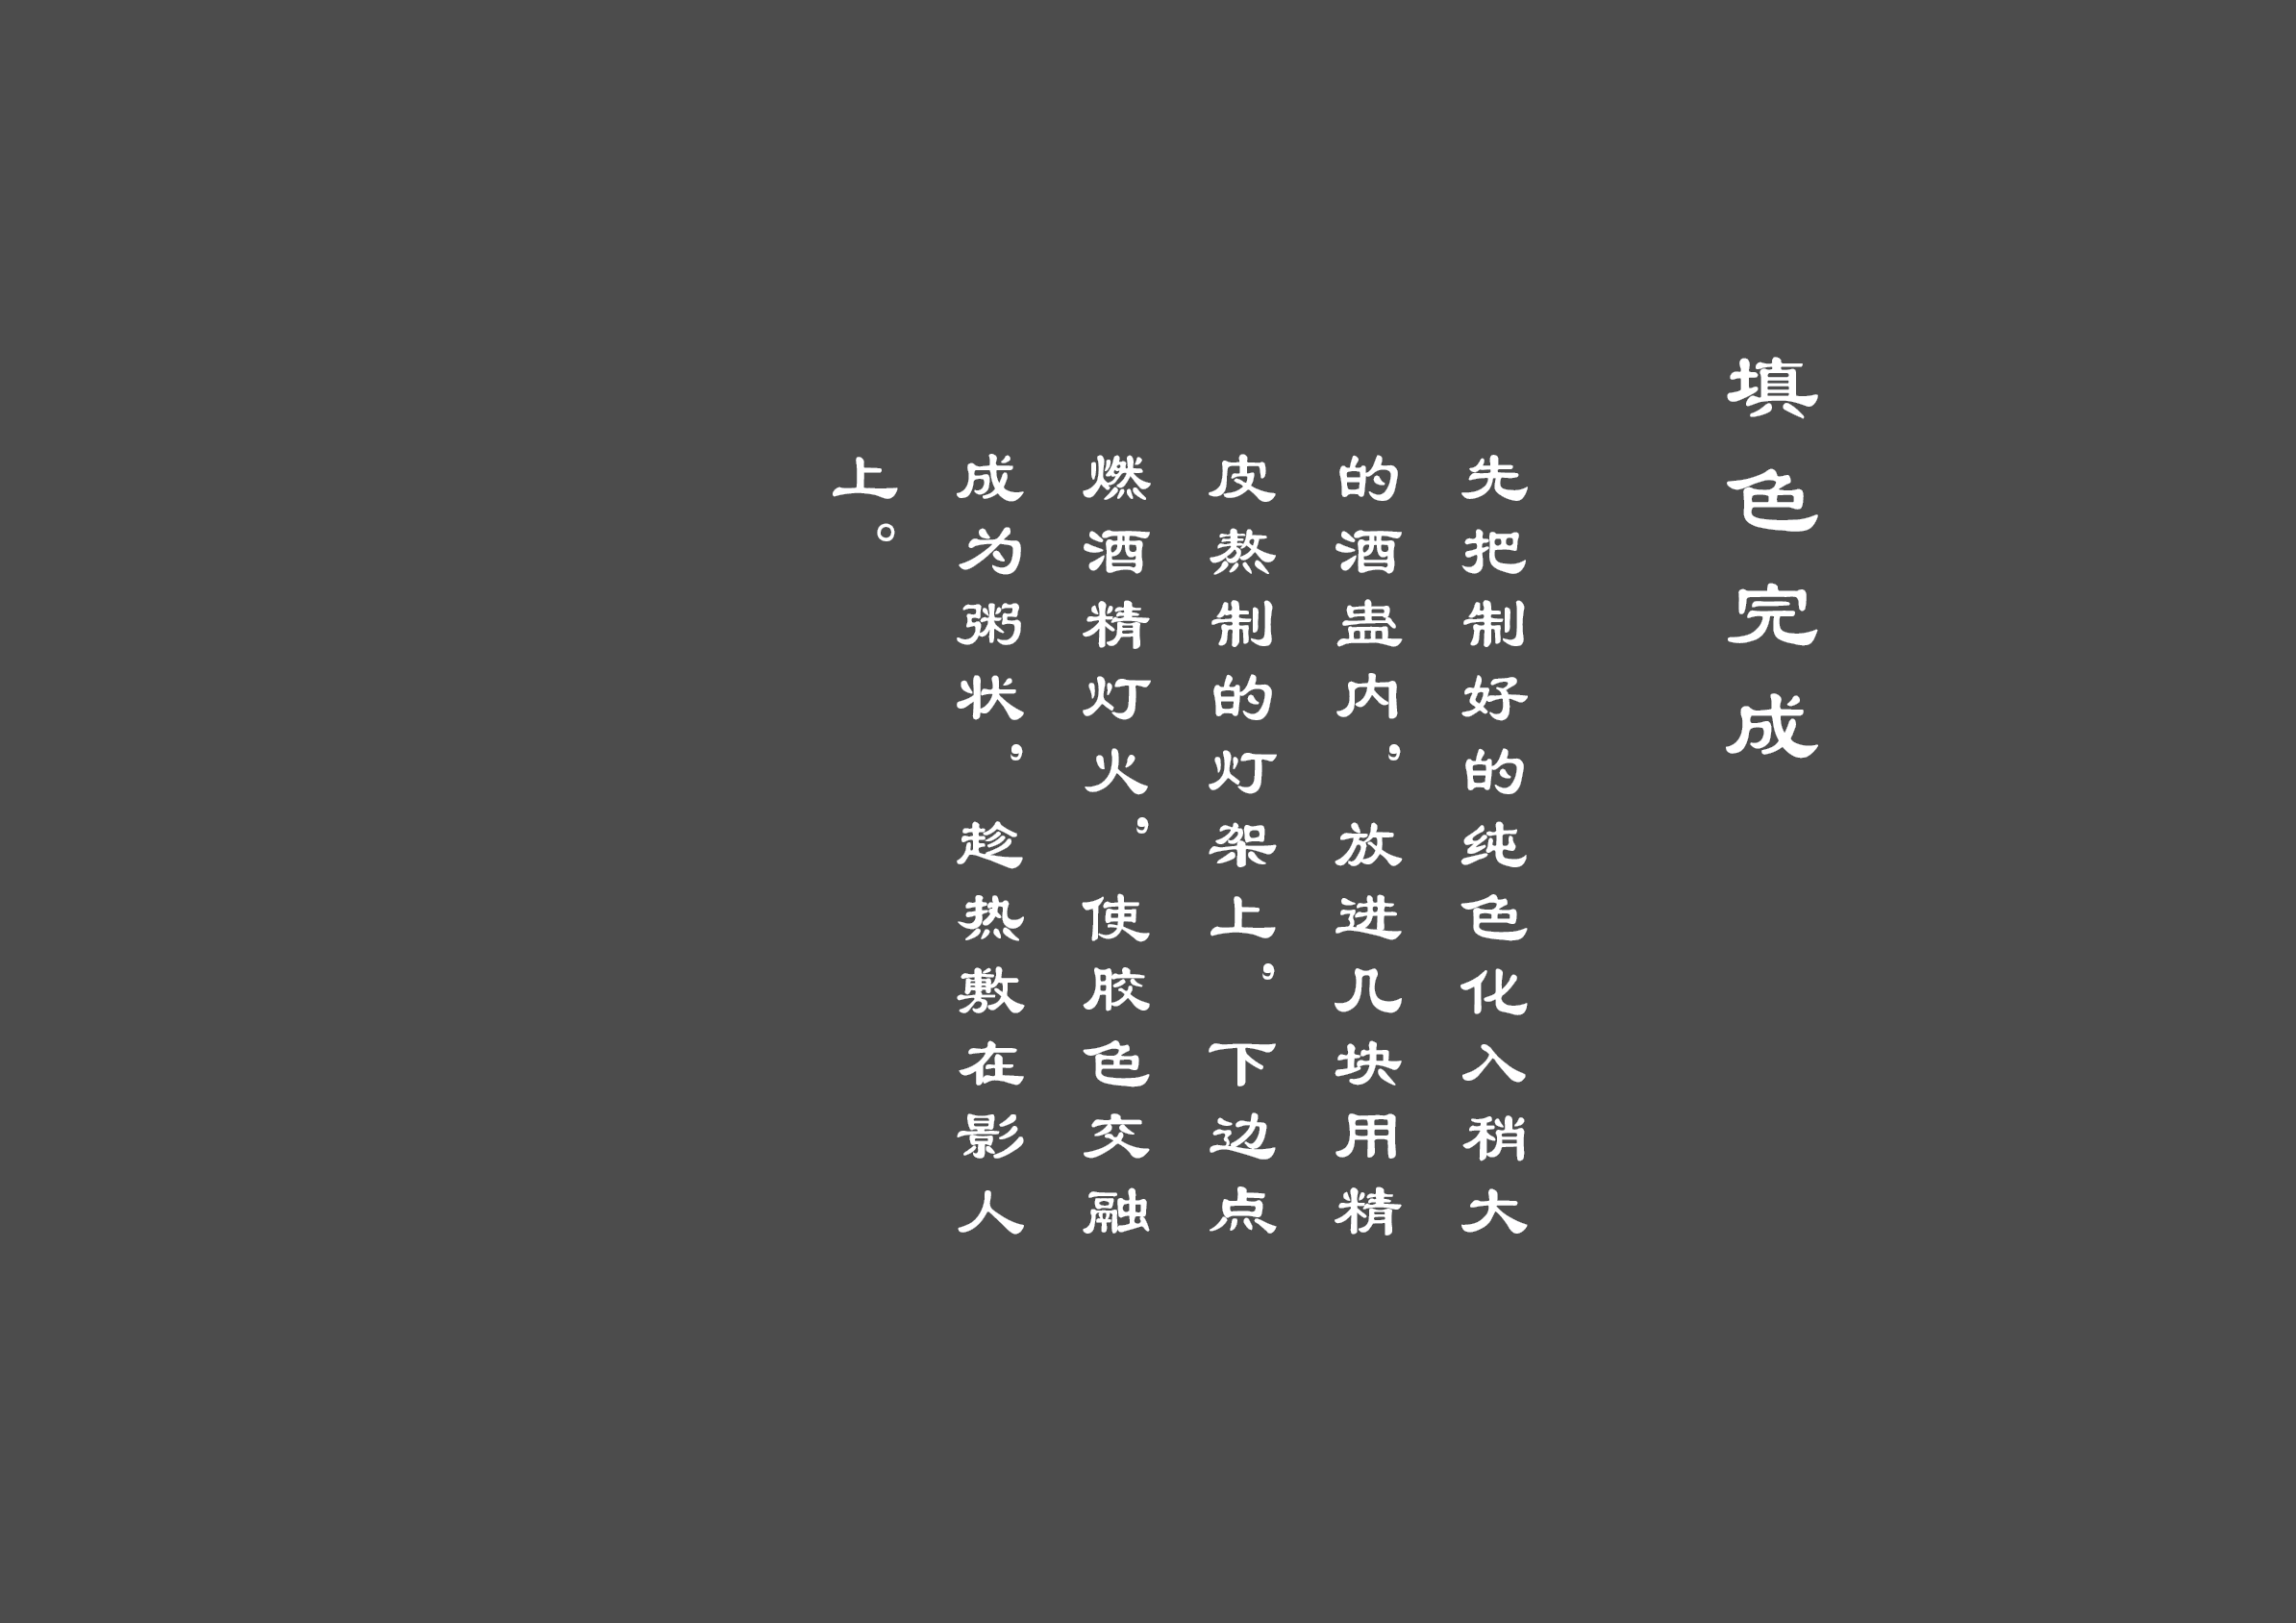 填色完成
先把制好的纯色化入稍大
的酒盅内，放进几块用精
皮熬制的灯架上，下边点
燃酒精灯火，使胶色交融
成为粥米，趁热敷在影人
上。